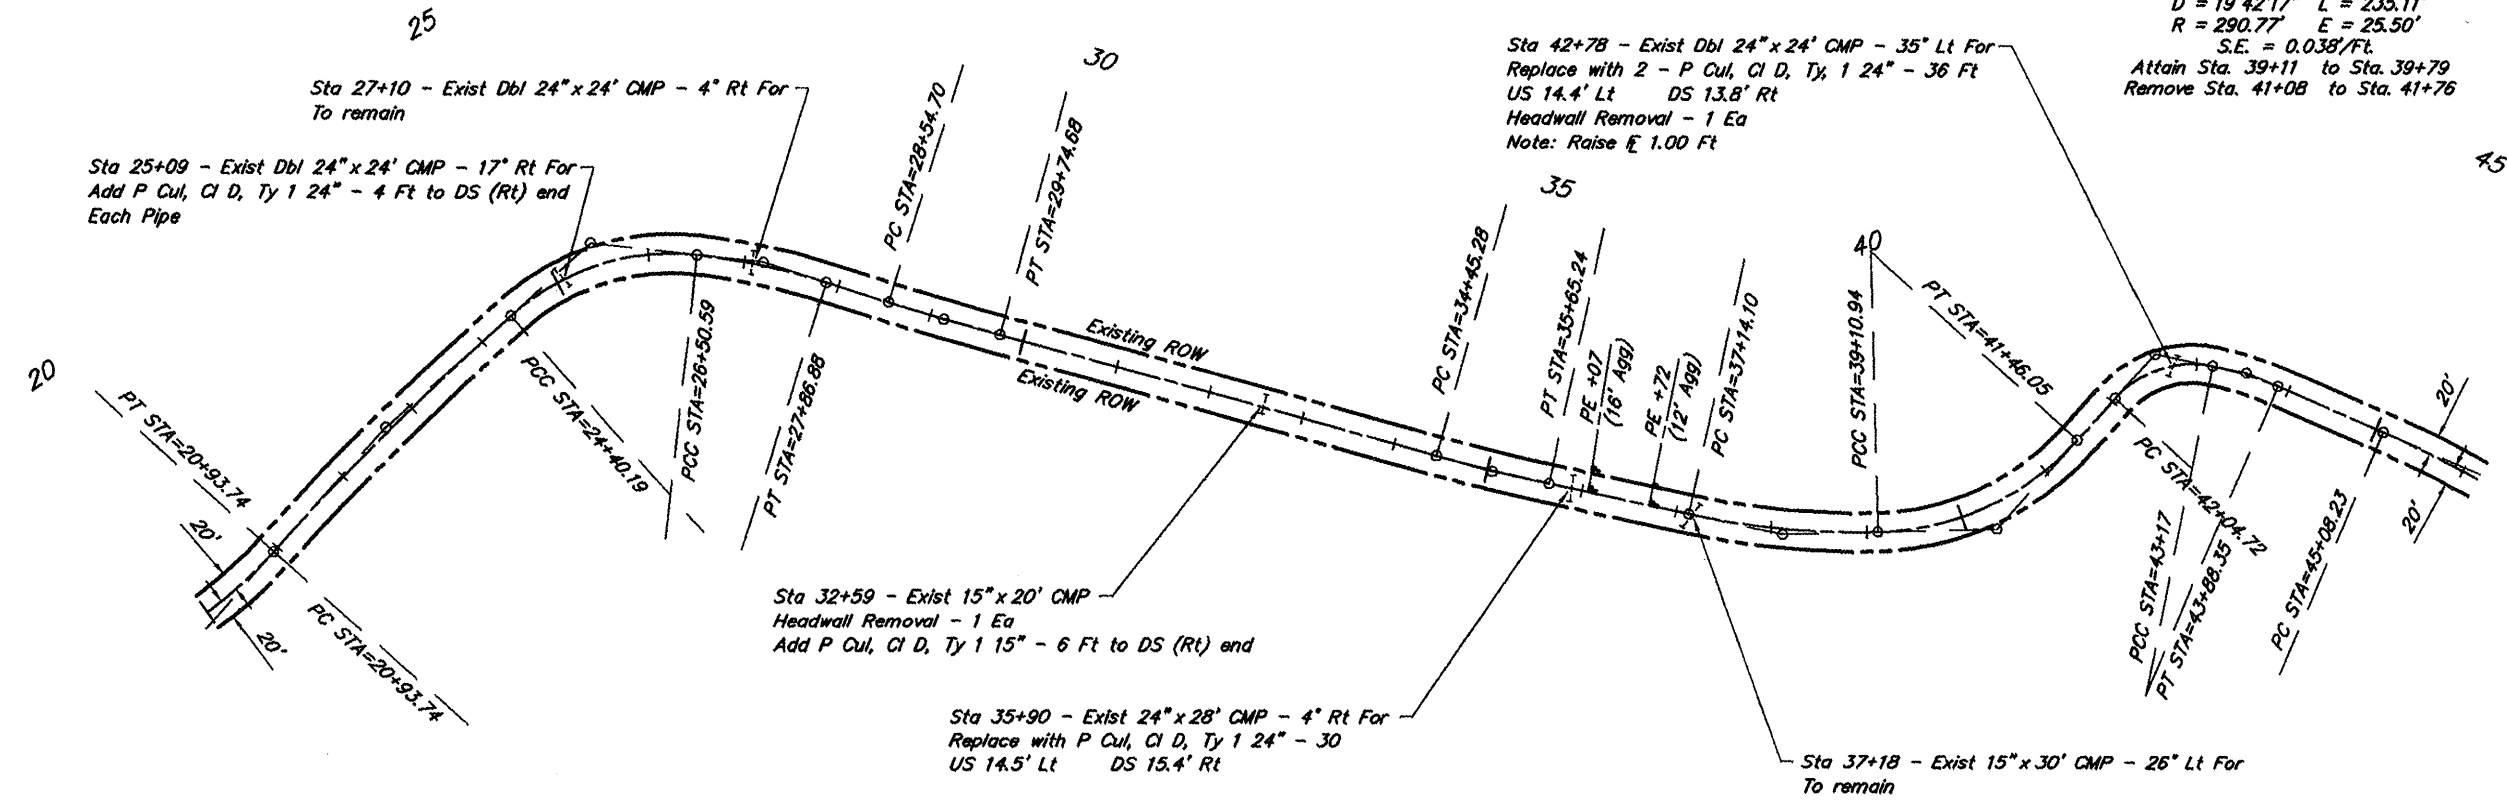 25
30
Sta 27+10 - Exist Dbl 24" x 24' CMP - 4° Rt For
To remain
Sta 25+09 - Exist Dbl 24" x 24' CMP - 17° Rt For
Add P Cul, Cl D, Ty 1 24" - 4 Ft to DS (Rt) end
Each Pipe
Sta 42+78 - Exist Dbl 24" x 24' CMP - 35° Lt For
Replace with 2 - P Cul, Cl D, Ty, 1 24" - 36 Ft
US 14.4' Lt DS 13.8' Rt
Headwall Removal - 1 Ea
Note: Raise ₠ 1.00 Ft
D = 19°42'17" L = 235.11'
R = 290.77' E = 25.50'
S.E. = 0.038'/Ft.
Attain Sta. 39+11 to Sta. 39+79
Remove Sta. 41+08 to Sta. 41+76
45
35
40
20
PT STA=20+93.74
20'
20'
PC STA=20+93.74
PCC STA=24+40.19
PCC STA=26+50.59
PT STA=27+86.88
PC STA=28+54.70
PT STA=29+74.68
Existing ROW
Existing ROW
PC STA=34+45.28
PT STA=35+65.24
PE +07
(16' Agg)
PE +72
(12' Agg)
PC STA=37+14.10
PCC STA=39+10.94
PT STA=41+46.05
PC STA=42+04.72
PCC STA=43+17
PT STA=43+88.35
PC STA=45+08.23
20'
20'
Sta 32+59 - Exist 15" x 20' CMP
Headwall Removal - 1 Ea
Add P Cul, Cl D, Ty 1 15" - 6 Ft to DS (Rt) end
Sta 35+90 - Exist 24" x 28' CMP - 4° Rt For
Replace with P Cul, Cl D, Ty 1 24" - 30
US 14.5' Lt DS 15.4' Rt
Sta 37+18 - Exist 15" x 30' CMP - 26° Lt For
To remain